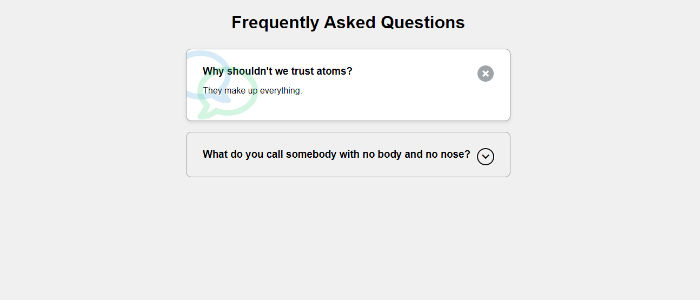 Frequently Asked Questions
Why shouldn't we trust atoms?
They make up everything.
What do you call somebody with no body and no nose?